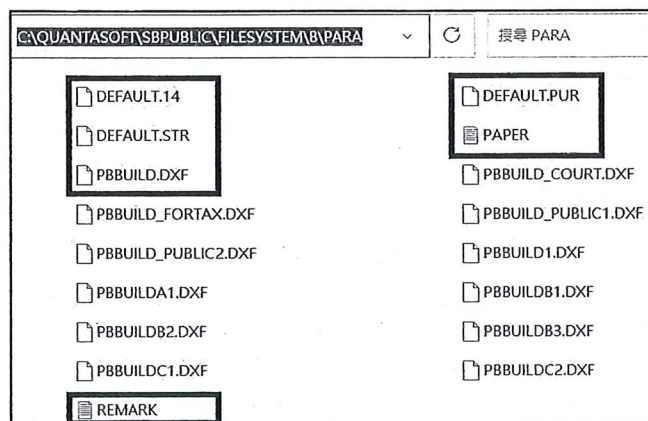 C:\QUANTASOFT\SBPUBLIC\FILESYSTEM\8\PARA 搜尋 PARA
DEFAULT.14 DEFAULT.PUR
DEFAULT.STR PAPER
PBBUILD.DXF PBBUILD_COURT.DXF
PBBUILD_FORTAX.DXF PBBUILD_PUBLIC1.DXF
PBBUILD_PUBLIC2.DXF PBBUILD1.DXF
PBBUILDA1.DXF PBBUILDB1.DXF
PBBUILDB2.DXF PBBUILDB3.DXF
PBBUILDC1.DXF PBBUILDC2.DXF
REMARK